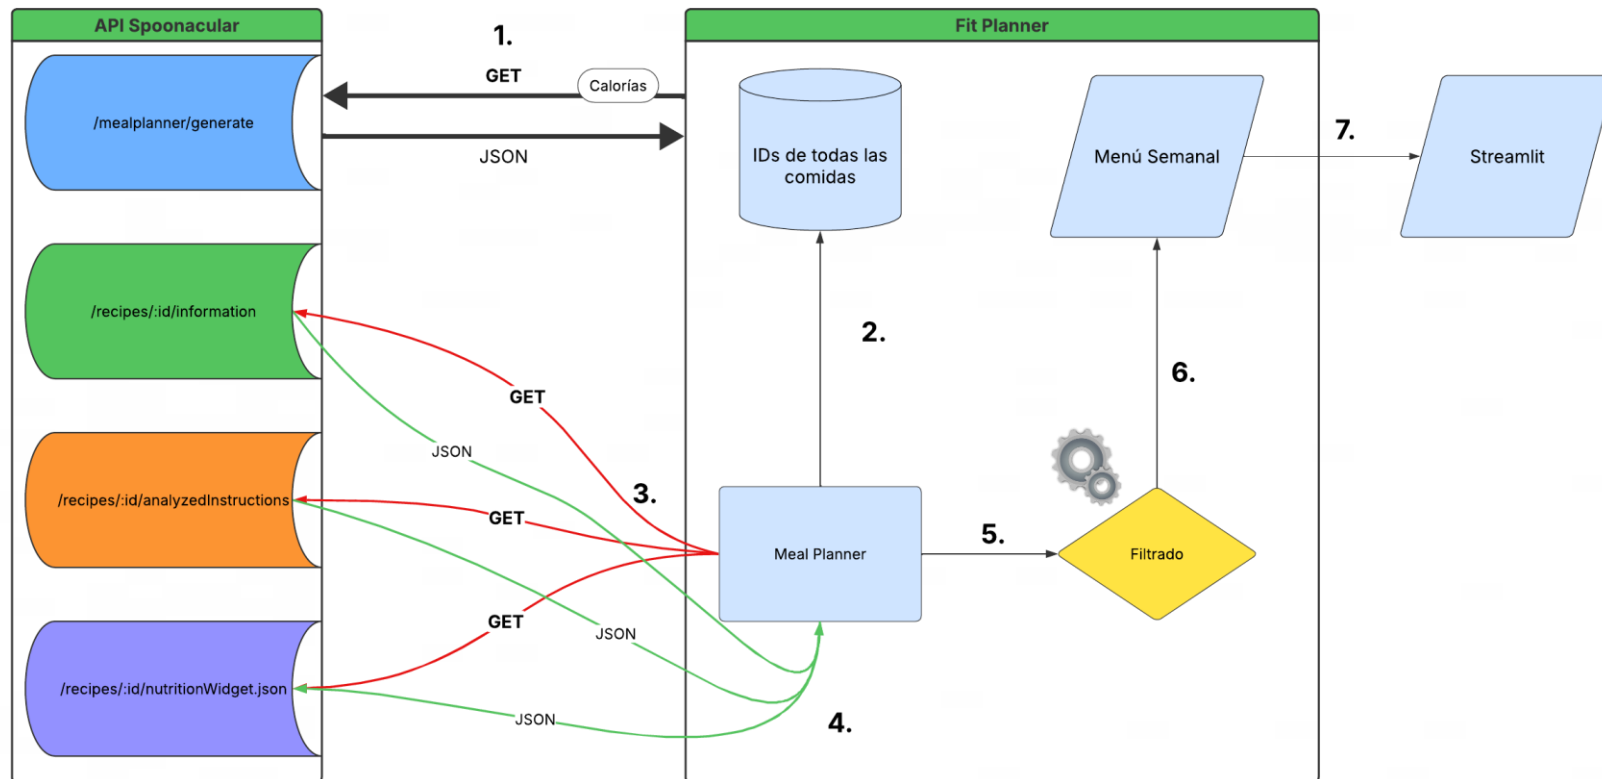 API Spoonacular
Fit Planner
1.
GET
Calorías
JSON
/mealplanner/generate
IDs de todas las
comidas
Menú Semanal
7.
Streamlit
/recipes/:id/information
2.
6.
GET
JSON
3.
/recipes/:id/analyzedInstructions
GET
Meal Planner
5.
Filtrado
GET
JSON
/recipes/:id/nutritionWidget.json
JSON
4.